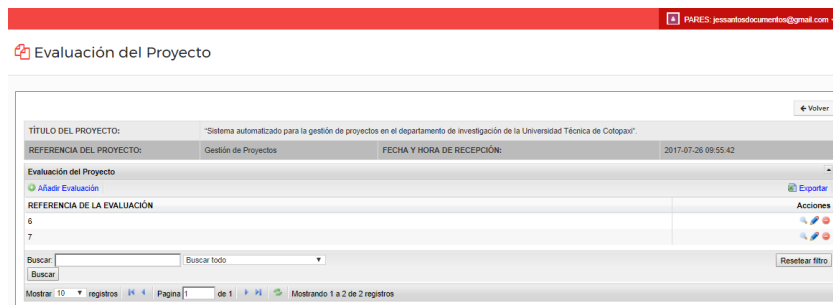 PARES: jessantosdocumentos@gmail.com
Evaluación del Proyecto
Volver
TÍTULO DEL PROYECTO: "Sistema automatizado para la gestión de proyectos en el departamento de investigación de la Universidad Técnica de Cotopaxi".
REFERENCIA DEL PROYECTO: Gestión de Proyectos FECHA Y HORA DE RECEPCIÓN: 2017-07-26 09:55:42
Evaluación del Proyecto
Añadir Evaluación Exportar
REFERENCIA DE LA EVALUACIÓN Acciones
6
7
Buscar: Buscar todo Resetear filtro
Buscar
Mostrar 10 registros Pagina 1 de 1 Mostrando 1 a 2 de 2 registros